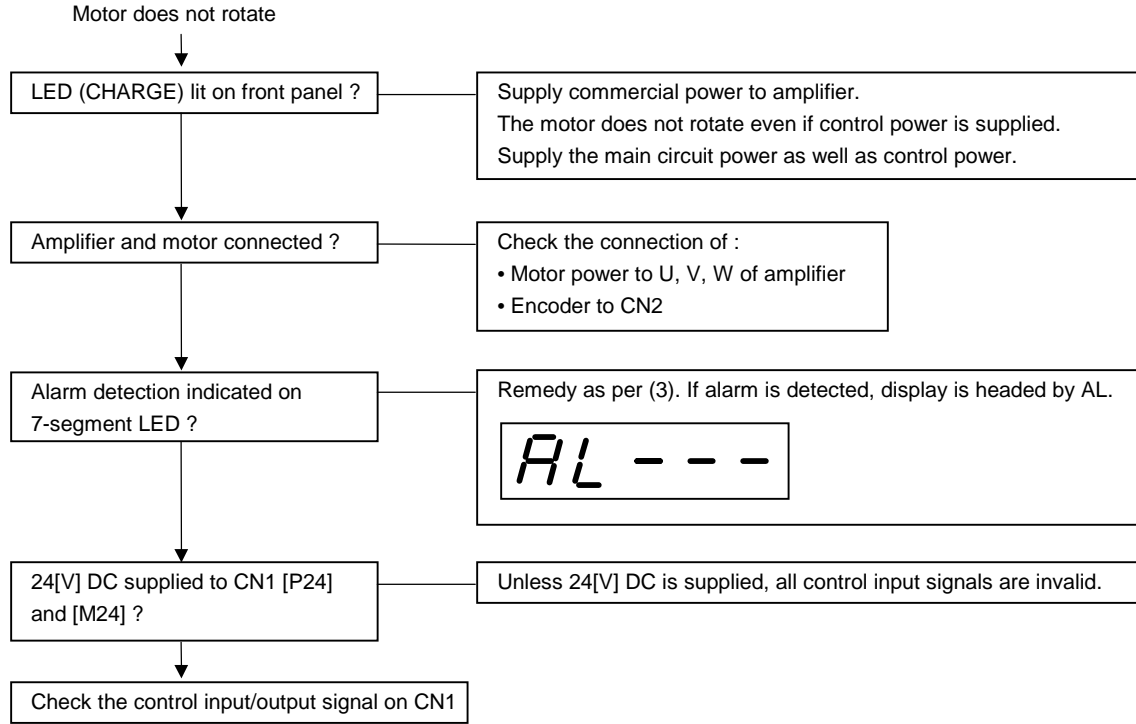 Motor does not rotate
LED (CHARGE) lit on front panel ?
Supply commercial power to amplifier.
The motor does not rotate even if control power is supplied.
Supply the main circuit power as well as control power.
Amplifier and motor connected ?
Check the connection of :
• Motor power to U, V, W of amplifier
• Encoder to CN2
Alarm detection indicated on
7-segment LED ?
Remedy as per (3). If alarm is detected, display is headed by AL.
AL - - -
24[V] DC supplied to CN1 [P24]
and [M24] ?
Unless 24[V] DC is supplied, all control input signals are invalid.
Check the control input/output signal on CN1